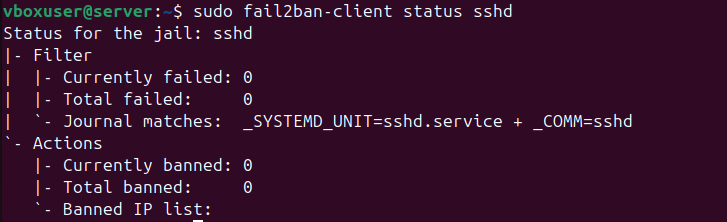 vboxuser@server:~$ sudo fail2ban-client status sshd
Status for the jail: sshd
|- Filter
|  |- Currently failed: 0
|  |- Total failed:     0
|  `- Journal matches:  _SYSTEMD_UNIT=sshd.service + _COMM=sshd
`- Actions
   |- Currently banned: 0
   |- Total banned:     0
   `- Banned IP list: